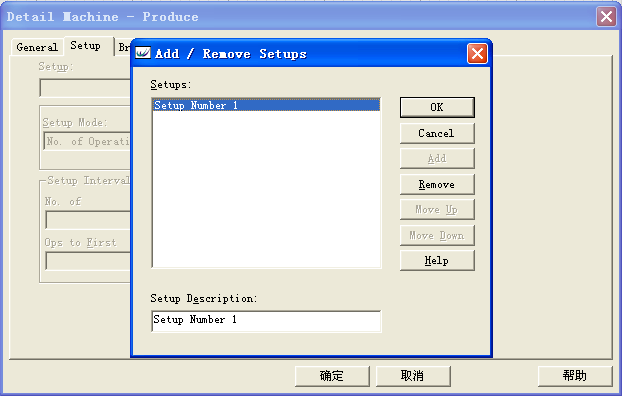 Detail Machine - Produce
General Setup Br
Setup:
Setup Mode:
No. of Operati
Setup Interval
No. of
Ops to First
Add / Remove Setups
Setups:
Setup Number 1
OK
Cancel
Add
Remove
Move Up
Move Down
Help
Setup Description:
Setup Number 1
确定 取消 帮助